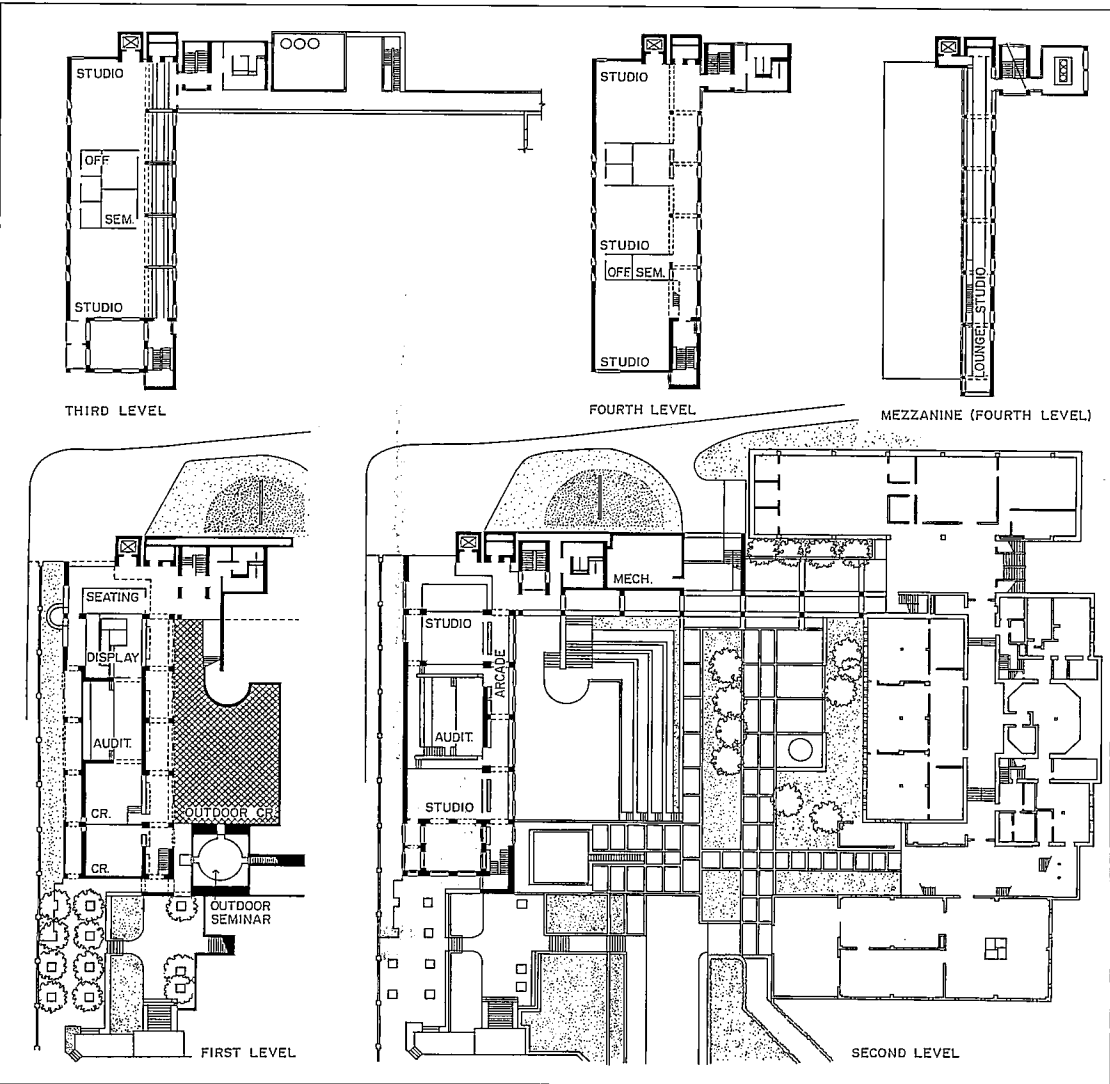 STUDIO
OFF
SEM.
STUDIO
THIRD LEVEL
STUDIO
STUDIO
OFF SEM.
STUDIO
FOURTH LEVEL
LOUNGE STUDIO
MEZZANINE (FOURTH LEVEL)
SEATING
DISPLAY
AUDIT.
CR.
OUTDOOR CR.
CR.
OUTDOOR
SEMINAR
FIRST LEVEL
MECH.
STUDIO
ARCADE
AUDIT.
STUDIO
SECOND LEVEL